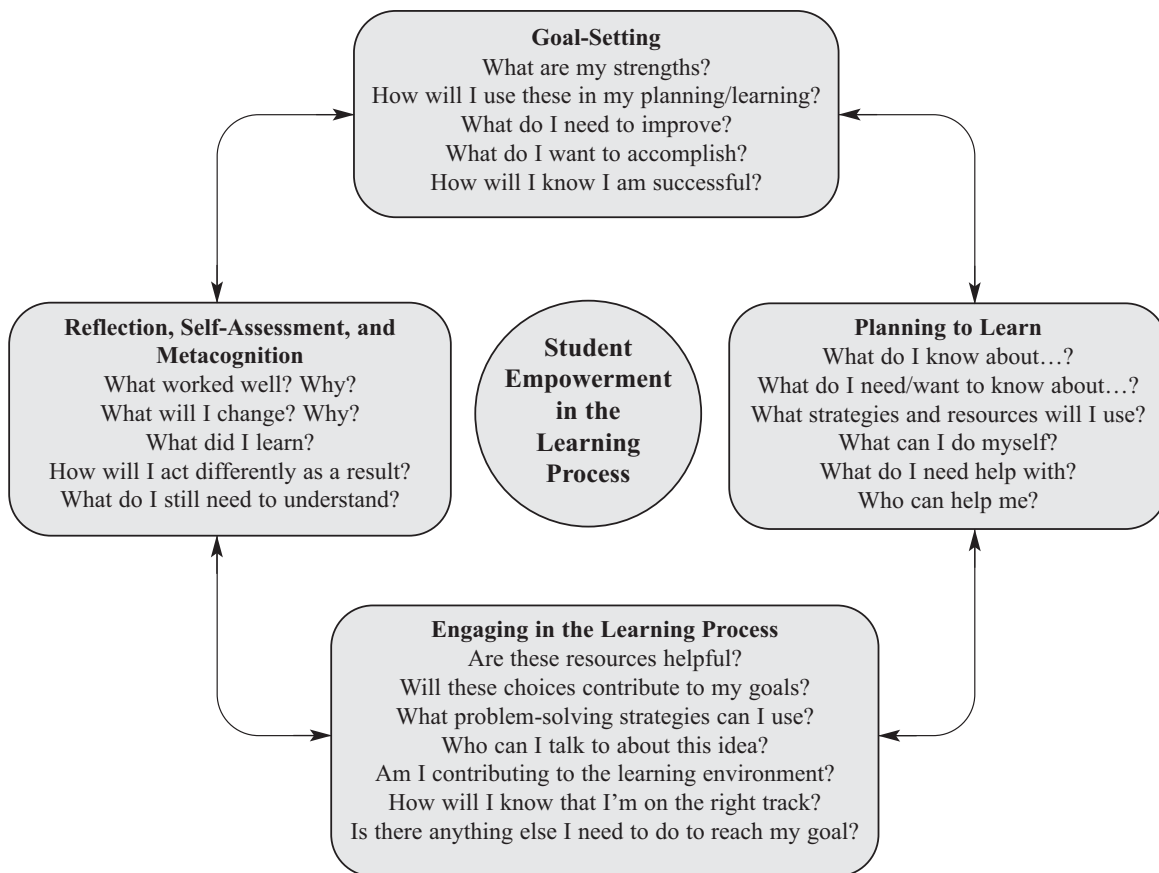 Goal-Setting
What are my strengths?
How will I use these in my planning/learning?
What do I need to improve?
What do I want to accomplish?
How will I know I am successful?
Reflection, Self-Assessment, and
Metacognition
What worked well? Why?
What will I change? Why?
What did I learn?
How will I act differently as a result?
What do I still need to understand?
Student
Empowerment
in the
Learning
Process
Planning to Learn
What do I know about…?
What do I need/want to know about…?
What strategies and resources will I use?
What can I do myself?
What do I need help with?
Who can help me?
Engaging in the Learning Process
Are these resources helpful?
Will these choices contribute to my goals?
What problem-solving strategies can I use?
Who can I talk to about this idea?
Am I contributing to the learning environment?
How will I know that I’m on the right track?
Is there anything else I need to do to reach my goal?